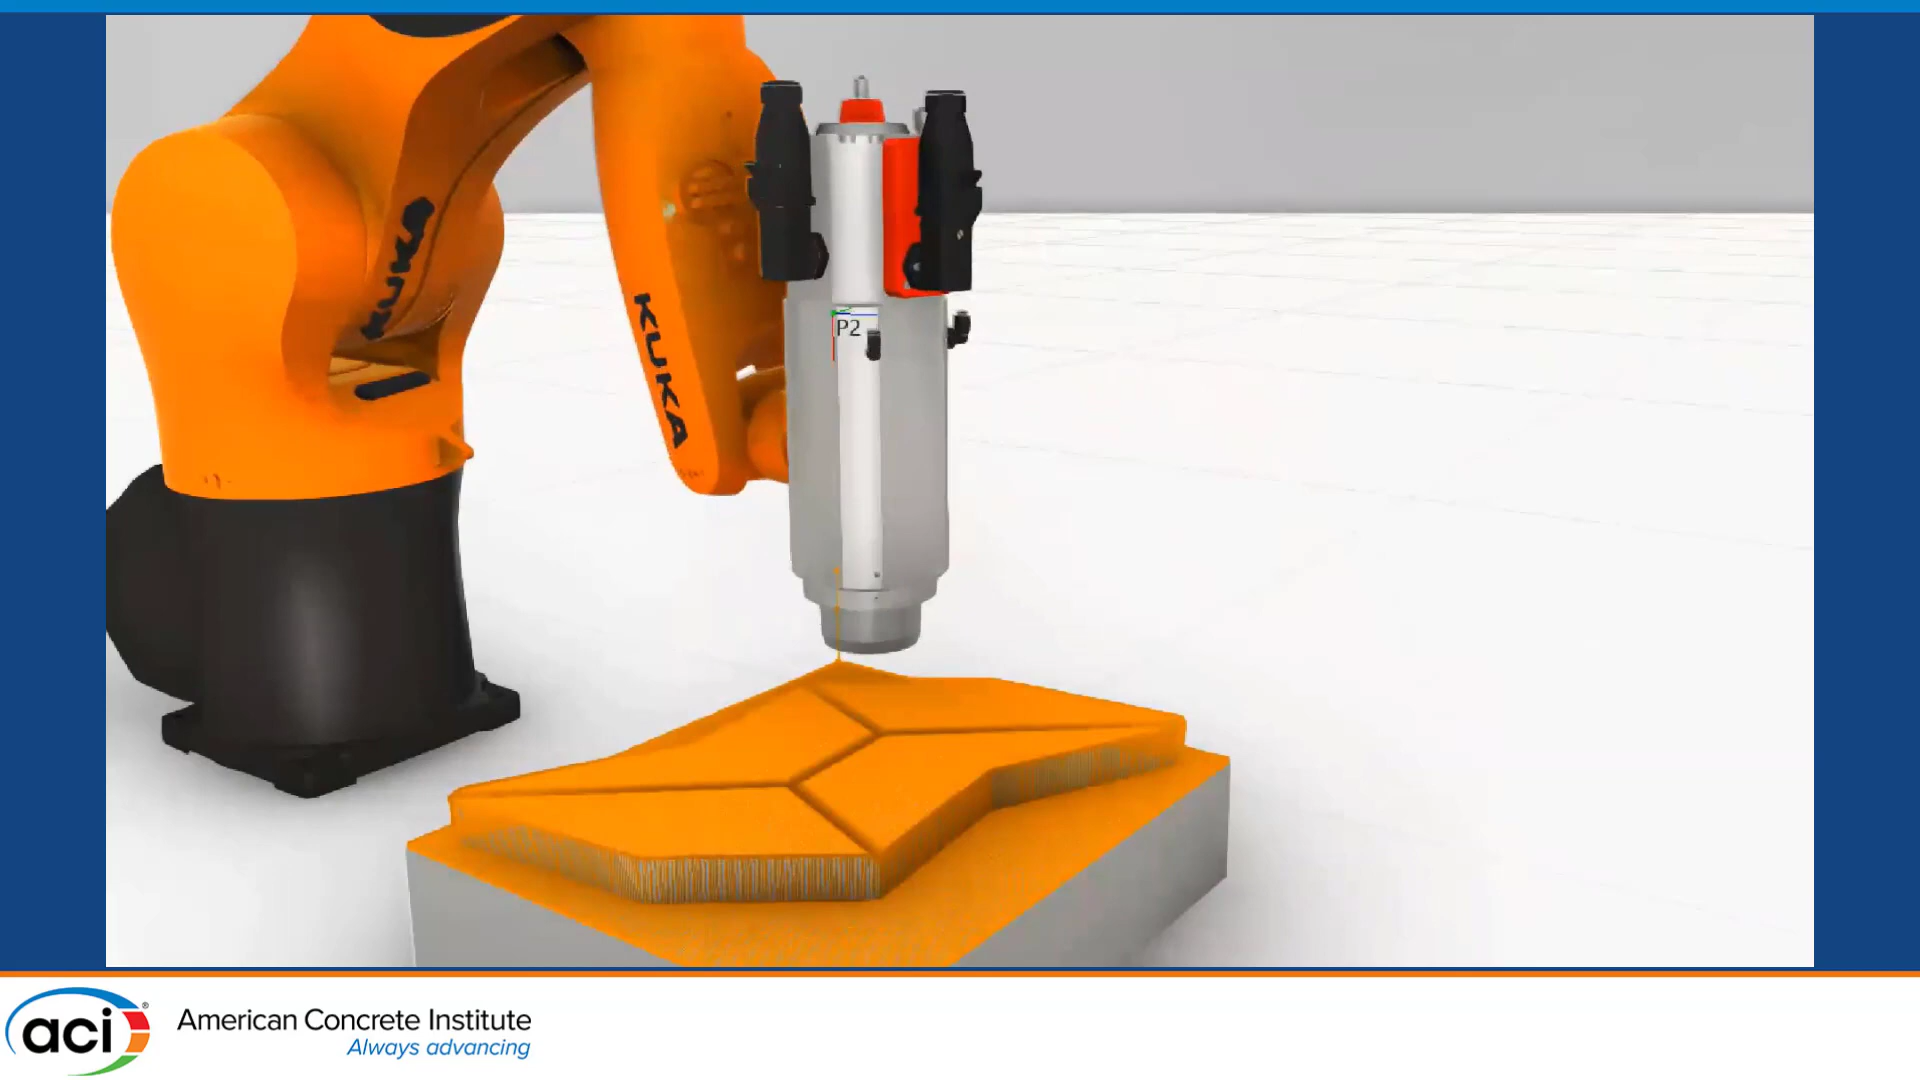 KUKA
KUKA
P2
aci®
American Concrete Institute
Always advancing